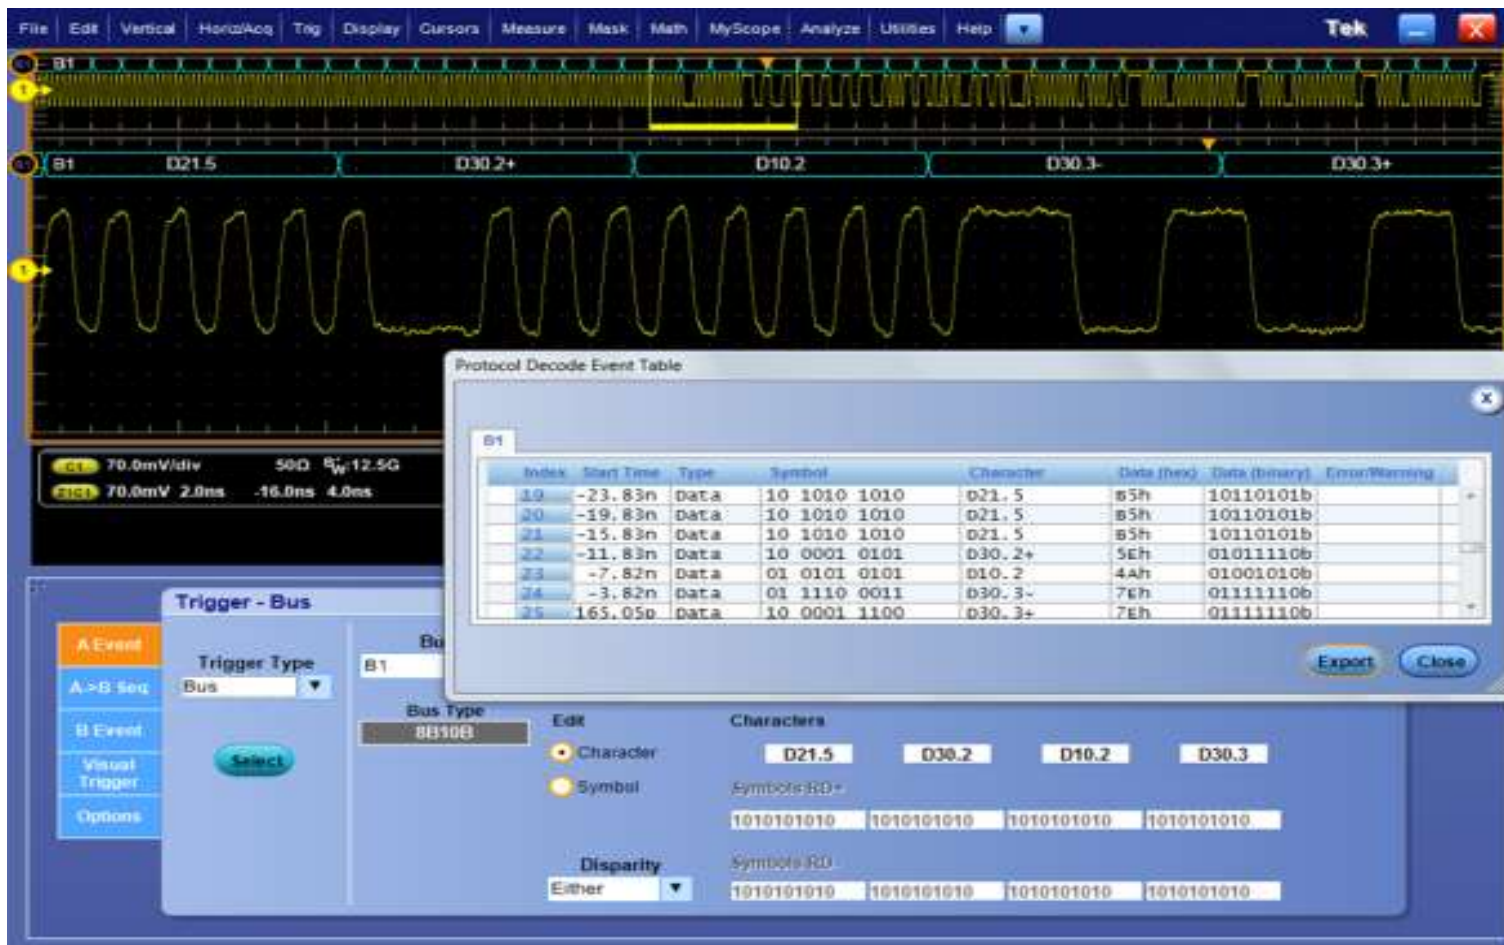 File Edit Vertical Horiz/Acq Trig Display Cursors Measure Mask Math MyScope Analyze Utilities Help Tek
B1
1
B1 D21.5 D30.2+ D10.2 D30.3- D30.3+
1
C1 70.0mV/div 50Ω BW:12.5G
Z1C1 70.0mV 2.0ns -16.0ns 4.0ns
Protocol Decode Event Table
x
B1
Index Start Time Type Symbol Character Data (hex) Data (binary) Error/Warning
19 -23.83n Data 10 1010 1010 D21.5 B5h 10110101b
20 -19.83n Data 10 1010 1010 D21.5 B5h 10110101b
21 -15.83n Data 10 1010 1010 D21.5 B5h 10110101b
22 -11.83n Data 10 0001 0101 D30.2+ 5Eh 01011110b
23 -7.82n Data 01 0101 0101 D10.2 4Ah 01001010b
24 -3.82n Data 01 1110 0011 D30.3- 7Eh 01111110b
25 165.05p Data 10 0001 1100 D30.3+ 7Eh 01111110b
Export Close
Trigger - Bus
A Event
A->B Seq
B Event
Visual
Trigger
Options
Trigger Type
Bus
Select
Bu
B1
Bus Type
8B10B
Edit
Character
Symbol
Disparity
Either
Characters
D21.5 D30.2 D10.2 D30.3
Symbols RD+
1010101010 1010101010 1010101010 1010101010
Symbols RD
1010101010 1010101010 1010101010 1010101010